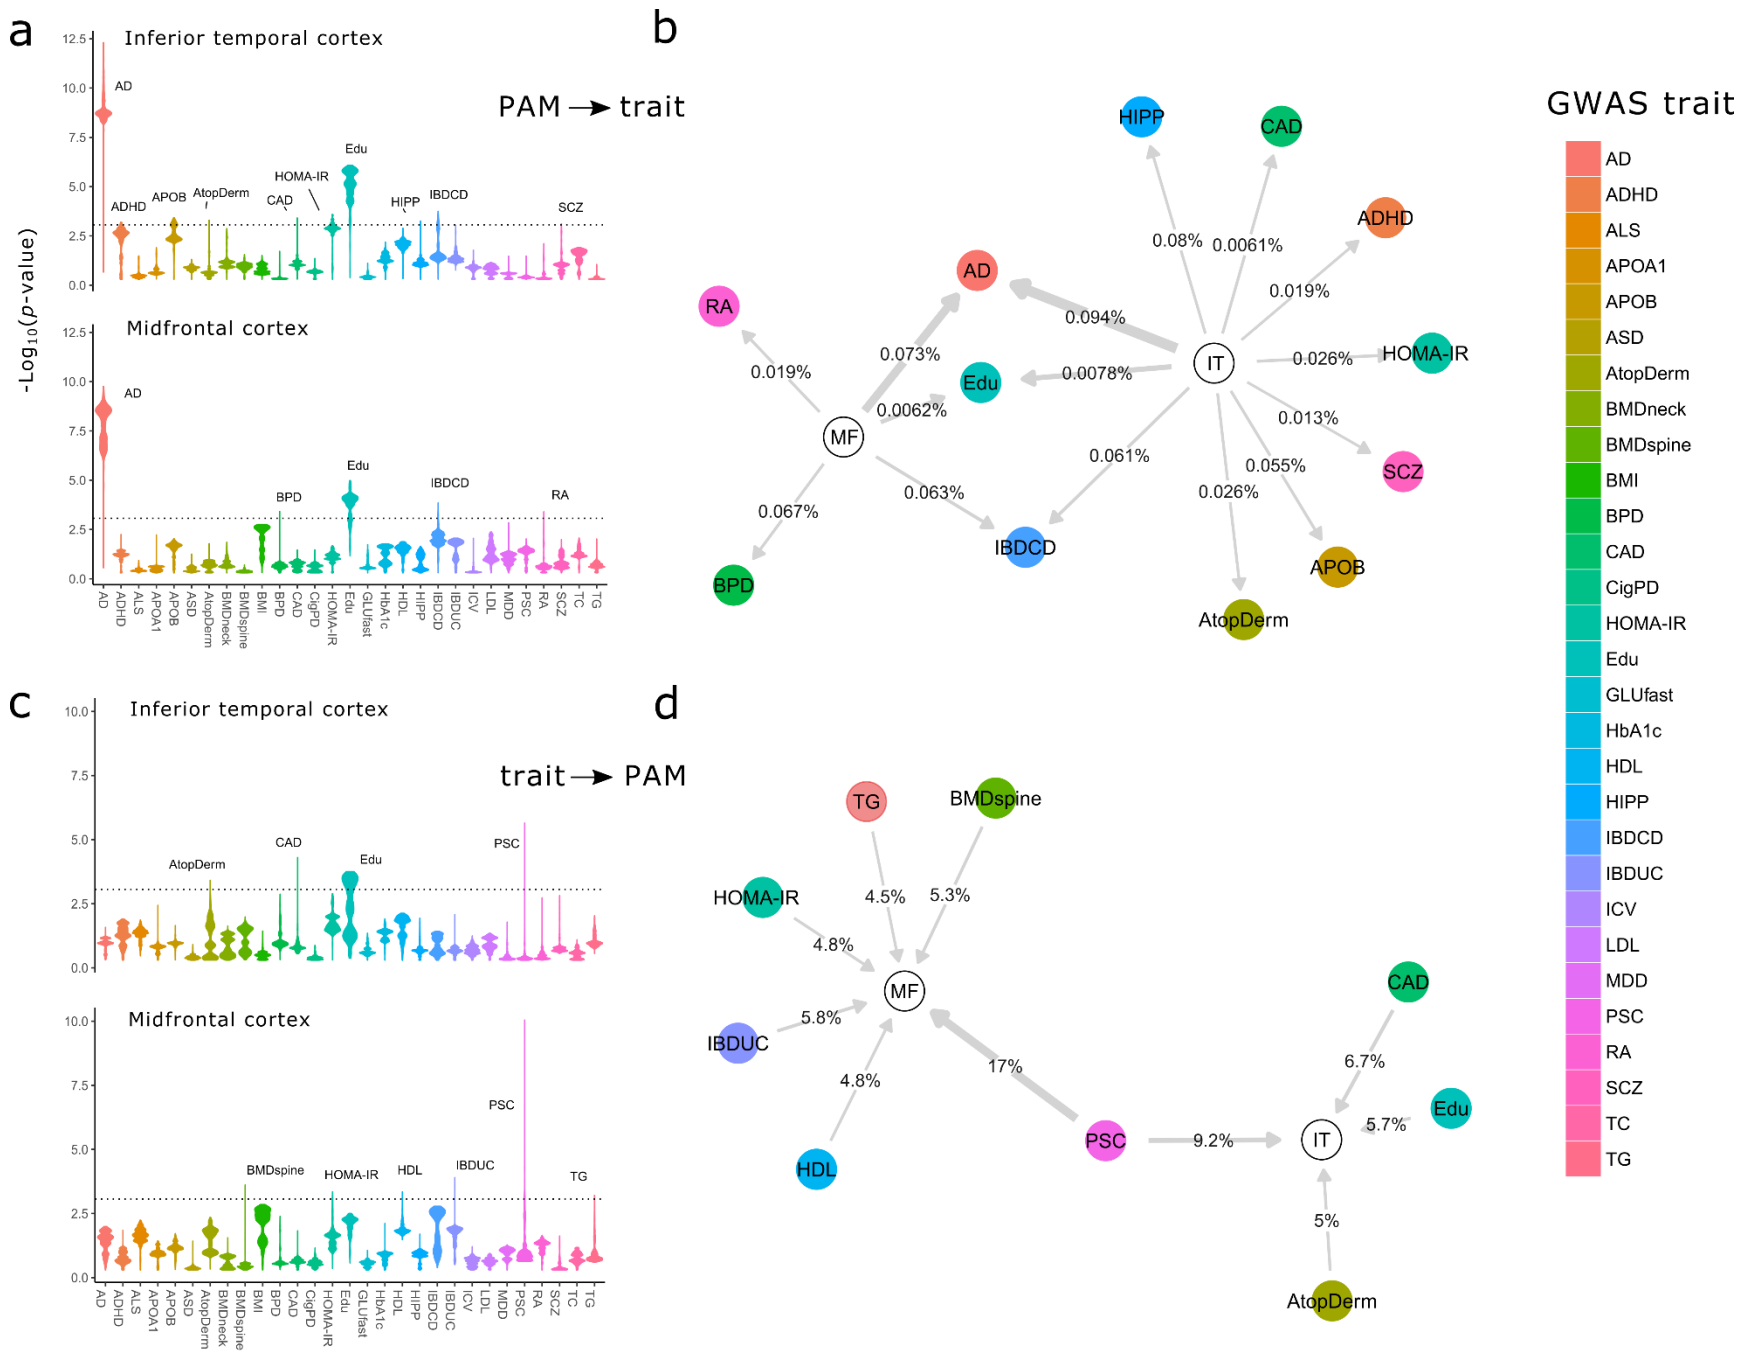 a
Inferior temporal cortex
12.5
10.0
7.5
5.0
2.5
0.0
AD
ADHD
APOB
AtopDerm
CAD
HOMA-IR
Edu
HIPP
IBDCD
SCZ
-Log10(p-value)
Midfrontal cortex
12.5
10.0
7.5
5.0
2.5
0.0
AD
BPD
Edu
IBDCD
RA
AD
ADHD
ALS
APOA1
APOB
ASD
AtopDerm
BMDneck
BMDspine
BMI
BPD
CAD
CigPD
HOMA-IR
Edu
GLUfast
HbA1c
HDL
HIPP
IBDCD
IBDUC
ICV
LDL
MDD
PSC
RA
SCZ
TC
TG
b
PAM → trait
HIPP
CAD
ADHD
AD
RA
0.08%
0.0061%
0.019%
0.094%
0.073%
0.019%
IT
0.026%
HOMA-IR
Edu
0.0078%
0.0062%
MF
0.013%
SCZ
0.061%
0.055%
0.026%
0.063%
0.067%
IBDCD
APOB
BPD
AtopDerm
c
Inferior temporal cortex
10.0
7.5
5.0
2.5
0.0
AtopDerm
CAD
Edu
PSC
Midfrontal cortex
10.0
7.5
5.0
2.5
0.0
BMDspine
HOMA-IR
HDL
IBDUC
PSC
TG
AD
ADHD
ALS
APOA1
APOB
ASD
AtopDerm
BMDneck
BMDspine
BMI
BPD
CAD
CigPD
HOMA-IR
Edu
GLUfast
HbA1c
HDL
HIPP
IBDCD
IBDUC
ICV
LDL
MDD
PSC
RA
SCZ
TC
TG
d
trait → PAM
TG
BMDspine
HOMA-IR
4.5%
5.3%
4.8%
MF
IBDUC
5.8%
4.8%
17%
HDL
PSC
9.2%
IT
CAD
6.7%
Edu
5.7%
5%
AtopDerm
GWAS trait
AD
ADHD
ALS
APOA1
APOB
ASD
AtopDerm
BMDneck
BMDspine
BMI
BPD
CAD
CigPD
HOMA-IR
Edu
GLUfast
HbA1c
HDL
HIPP
IBDCD
IBDUC
ICV
LDL
MDD
PSC
RA
SCZ
TC
TG